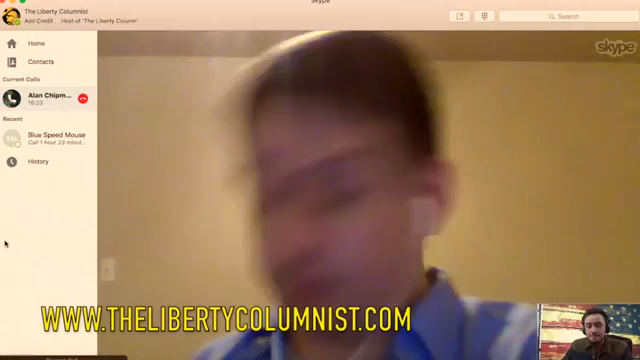 Skype
The Liberty Columnist
Add Credit Host of 'The Liberty Column'
Search
Home
Contacts
Current Calls
Alan Chipm...
16:23
Recent
Blue Speed Mouse
Call 1 hour 23 minut...
History
skype
WWW.THELIBERTYCOLUMNIST.COM